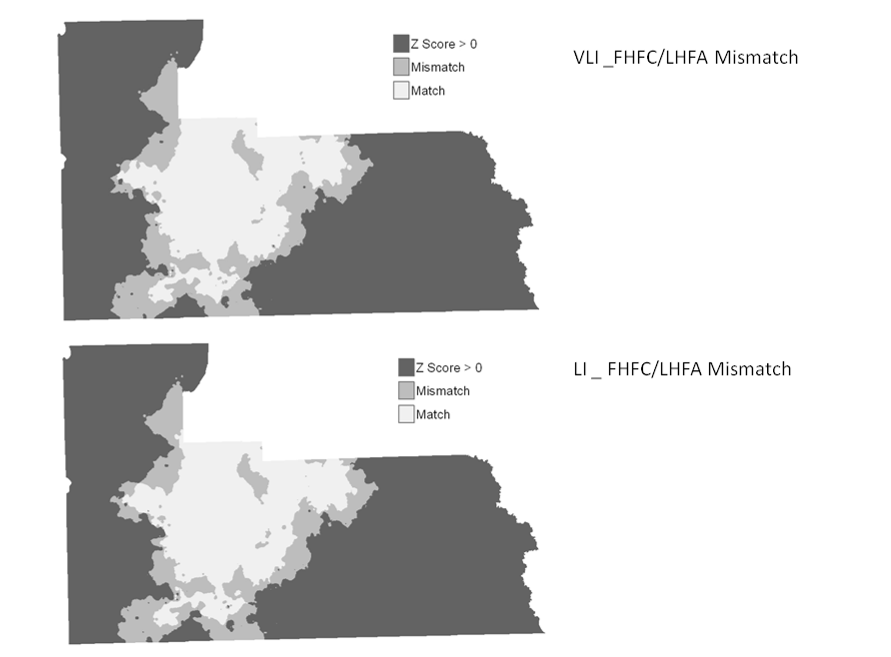 Z Score > 0
Mismatch
Match
VLI _FHFC/LHFA Mismatch
Z Score > 0
Mismatch
Match
LI _ FHFC/LHFA Mismatch